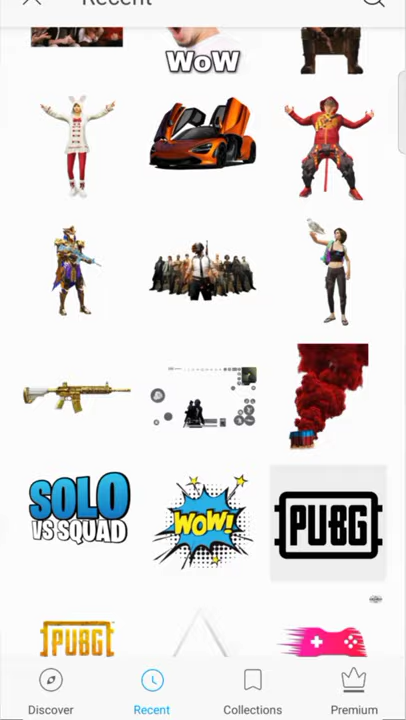 Recent
WoW
SOLO
VS SQUAD
WOW!
PUBG
PUBG
Discover
Recent
Collections
Premium